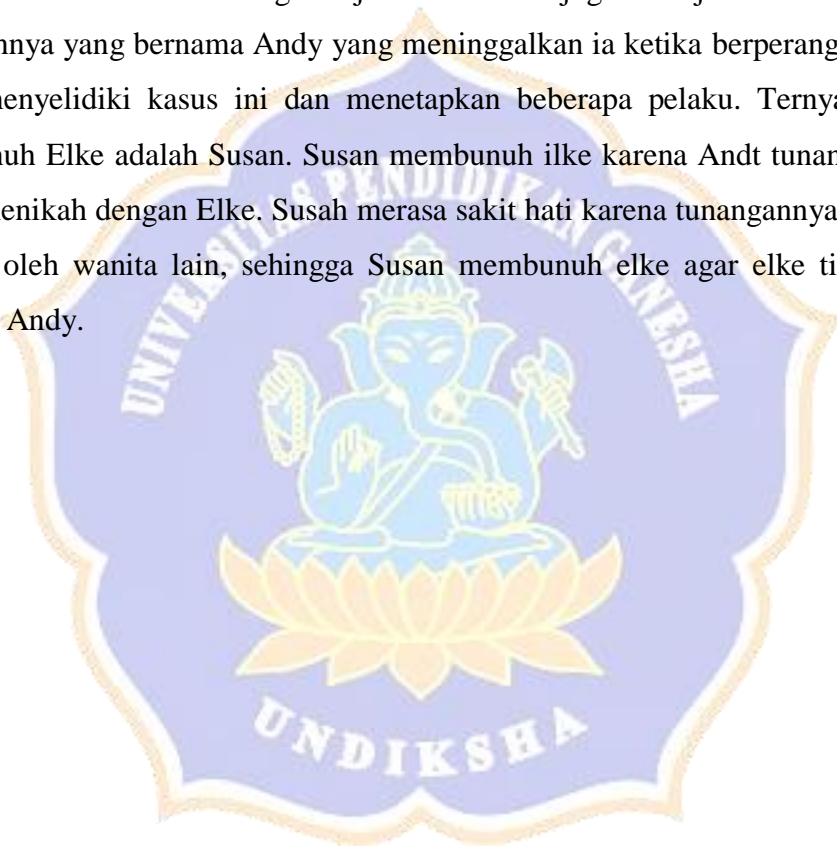 nnya yang bernama Andy yang meninggalkan ia ketika berperang
menyelidiki kasus ini dan menetapkan beberapa pelaku. Ternya
nuh Elke adalah Susan. Susan membunuh ilke karena Andt tunan
menikah dengan Elke. Susah merasa sakit hati karena tunangannya
oleh wanita lain, sehingga Susan membunuh elke agar elke ti
Andy.
UNIVERSITAS PENDIDIKAN GANESHA
UNDIKSHA